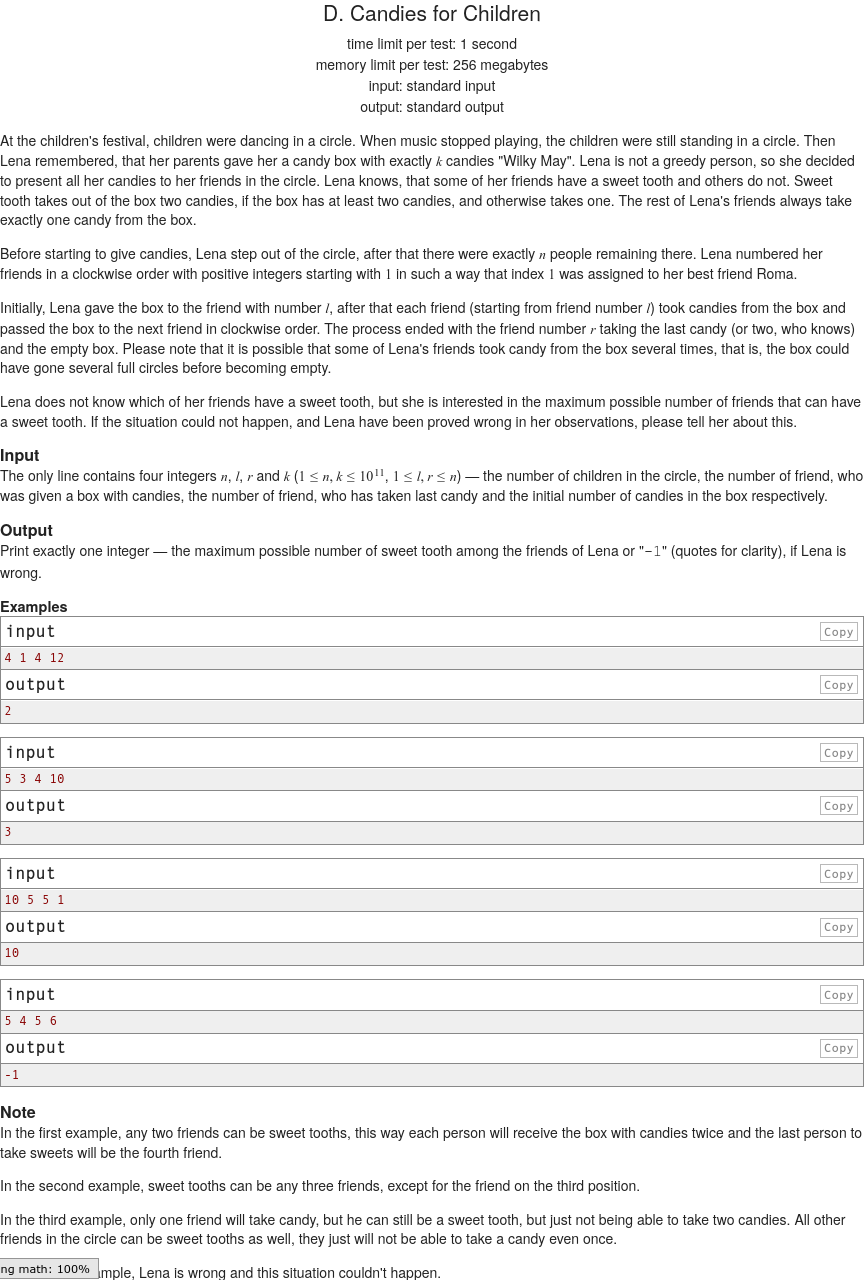 D. Candies for Children
time limit per test: 1 second
memory limit per test: 256 megabytes
input: standard input
output: standard output
At the children's festival, children were dancing in a circle. When music stopped playing, the children were still standing in a circle. Then
Lena remembered, that her parents gave her a candy box with exactly k candies "Wilky May". Lena is not a greedy person, so she decided
to present all her candies to her friends in the circle. Lena knows, that some of her friends have a sweet tooth and others do not. Sweet
tooth takes out of the box two candies, if the box has at least two candies, and otherwise takes one. The rest of Lena's friends always take
exactly one candy from the box.
Before starting to give candies, Lena step out of the circle, after that there were exactly n people remaining there. Lena numbered her
friends in a clockwise order with positive integers starting with 1 in such a way that index 1 was assigned to her best friend Roma.
Initially, Lena gave the box to the friend with number l, after that each friend (starting from friend number l) took candies from the box and
passed the box to the next friend in clockwise order. The process ended with the friend number r taking the last candy (or two, who knows)
and the empty box. Please note that it is possible that some of Lena's friends took candy from the box several times, that is, the box could
have gone several full circles before becoming empty.
Lena does not know which of her friends have a sweet tooth, but she is interested in the maximum possible number of friends that can have
a sweet tooth. If the situation could not happen, and Lena have been proved wrong in her observations, please tell her about this.
Input
The only line contains four integers n, l, r and k (1 ≤ n, k ≤ 10¹¹, 1 ≤ l, r ≤ n) — the number of children in the circle, the number of friend, who
was given a box with candies, the number of friend, who has taken last candy and the initial number of candies in the box respectively.
Output
Print exactly one integer — the maximum possible number of sweet tooth among the friends of Lena or "-1" (quotes for clarity), if Lena is
wrong.
Examples
input Copy
4 1 4 12
output Copy
2
input Copy
5 3 4 10
output Copy
3
input Copy
10 5 5 1
output Copy
10
input Copy
5 4 5 6
output Copy
-1
Note
In the first example, any two friends can be sweet tooths, this way each person will receive the box with candies twice and the last person to
take sweets will be the fourth friend.
In the second example, sweet tooths can be any three friends, except for the friend on the third position.
In the third example, only one friend will take candy, but he can still be a sweet tooth, but just not being able to take two candies. All other
friends in the circle can be sweet tooths as well, they just will not be able to take a candy even once.
ng math: 100% ample, Lena is wrong and this situation couldn't happen.